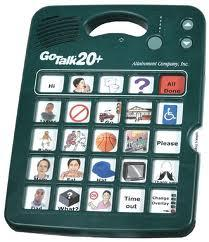 GoTalk20+
Attainment Company, Inc.
Hi
?
All
Done
Please
What?
Time
out
Change
Overlay